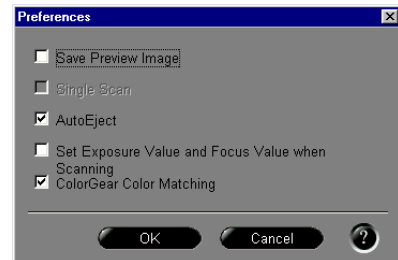 Preferences
Save Preview Image
Single Scan
AutoEject
Set Exposure Value and Focus Value when
Scanning
ColorGear Color Matching
OK Cancel ?